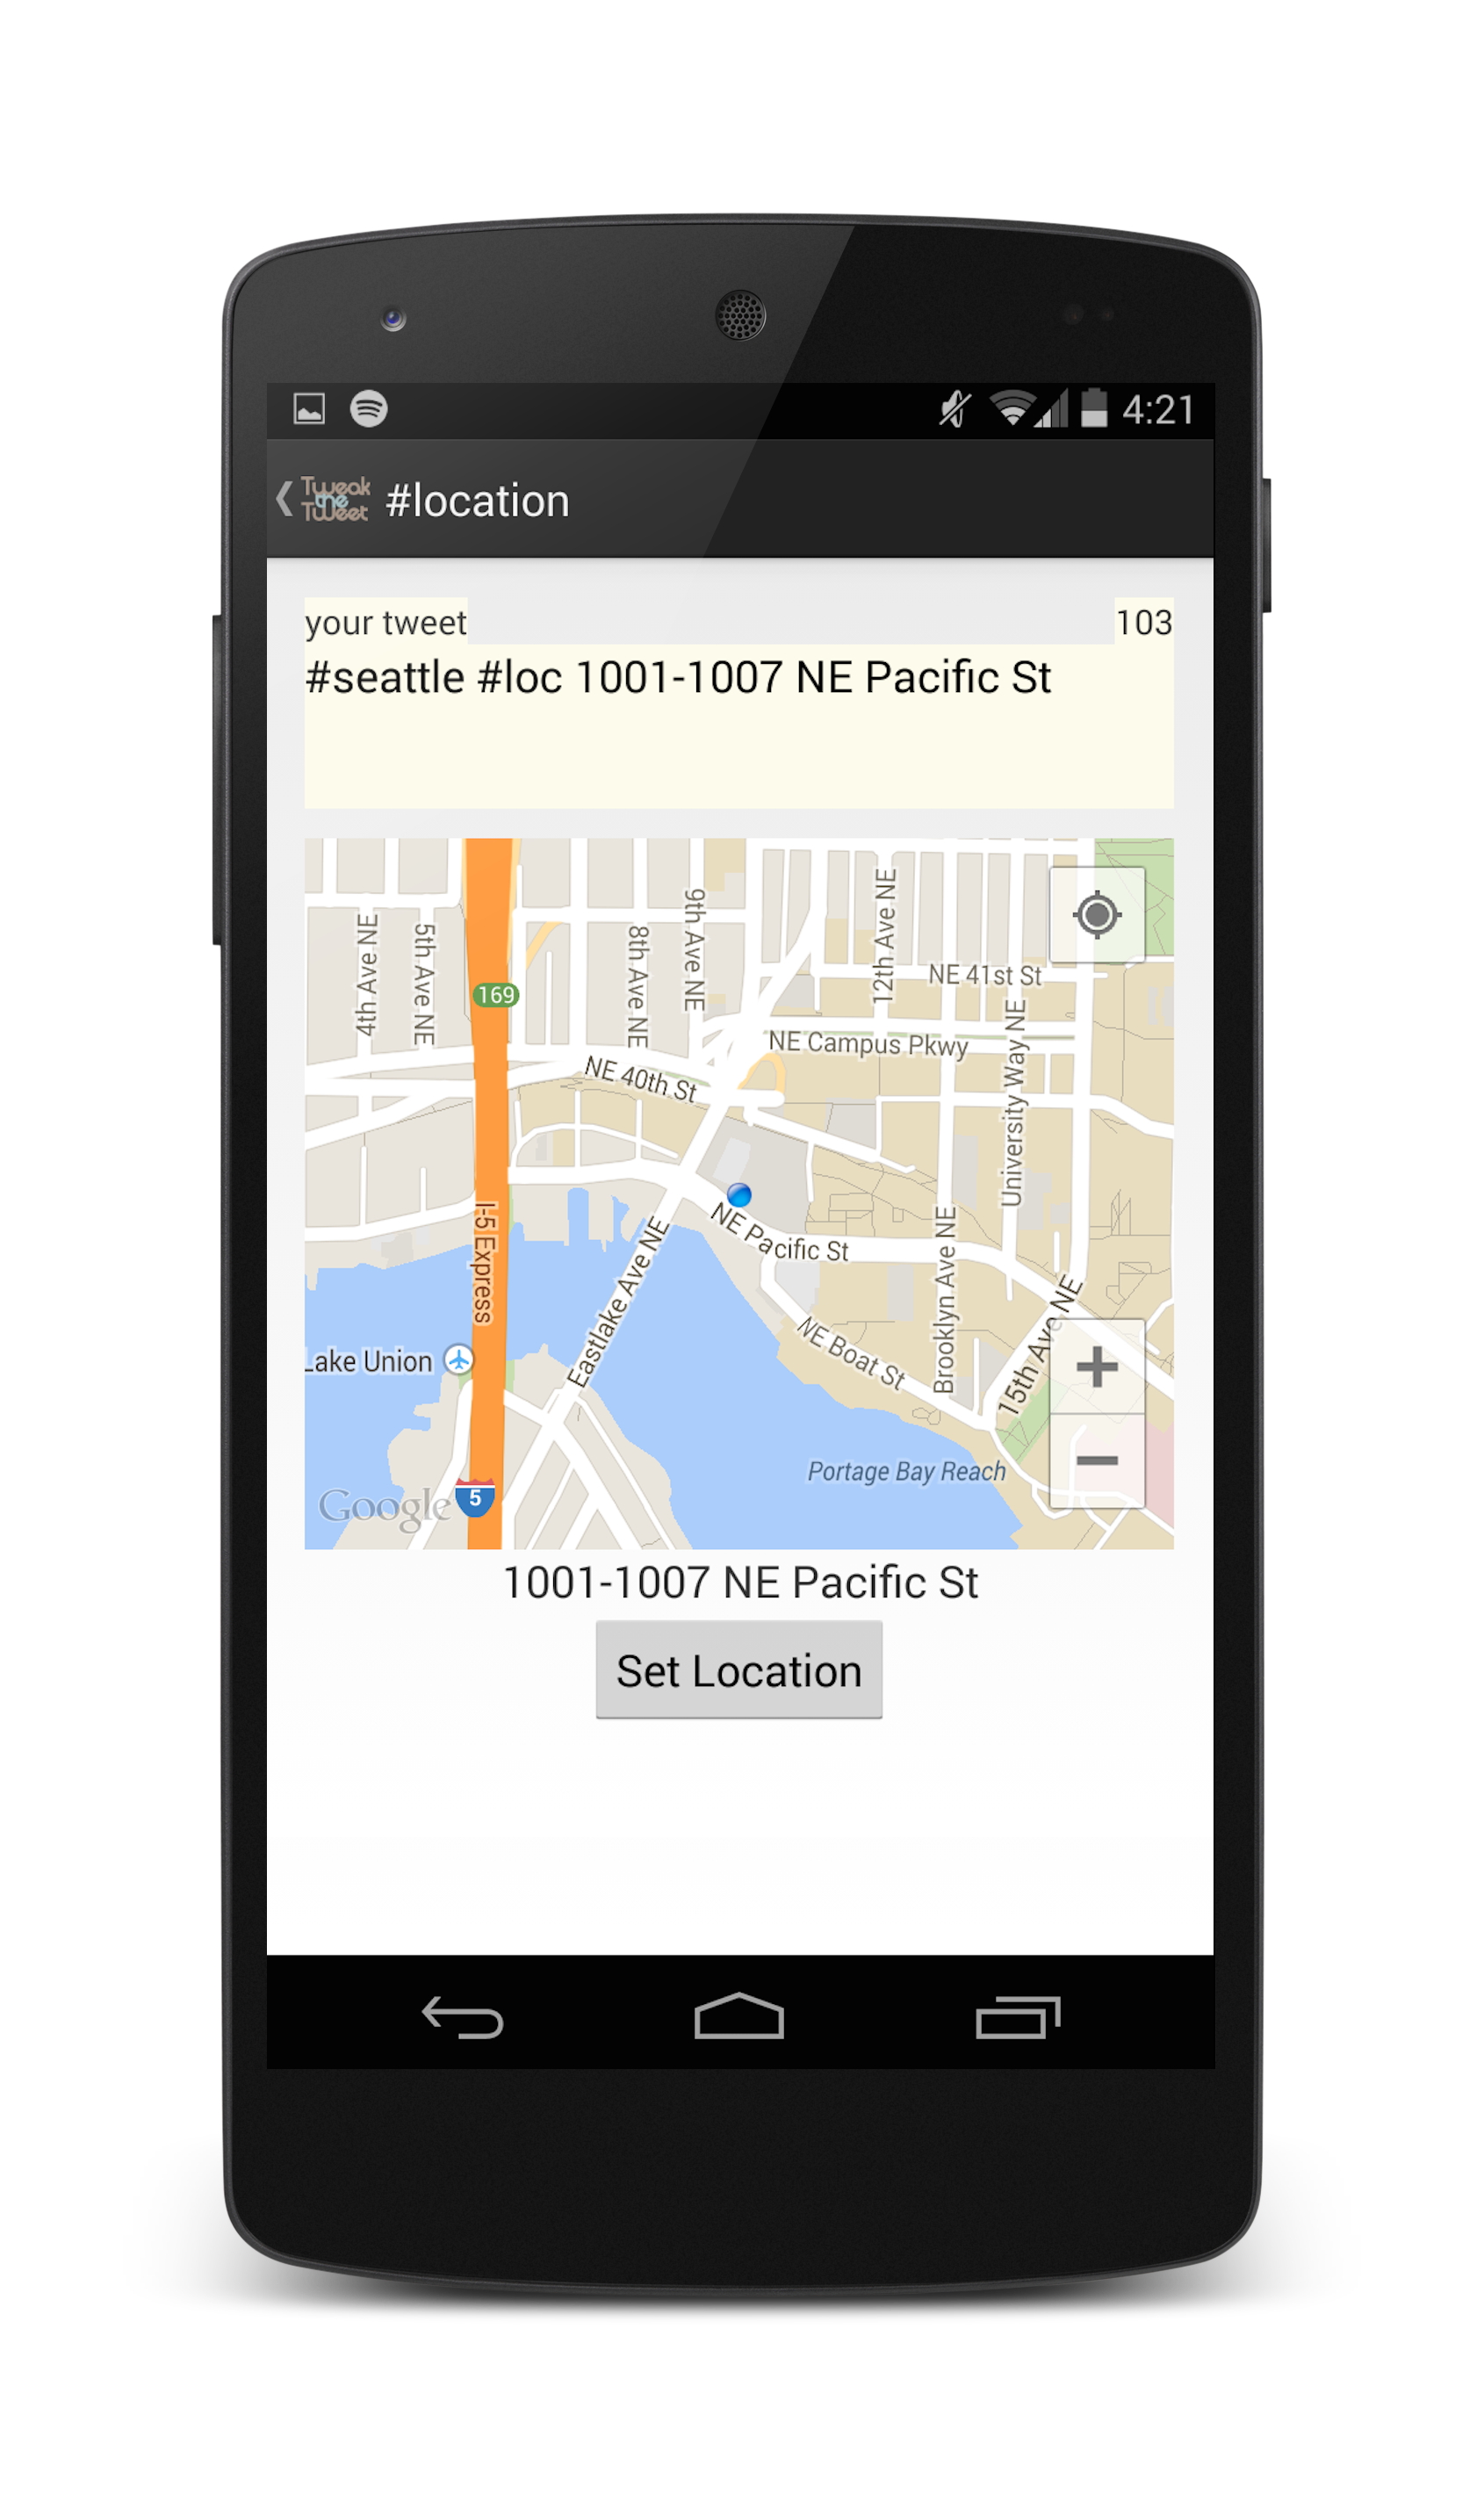 4:21
Tweak
the
Tweet
#location
your tweet
103
#seattle #loc 1001-1007 NE Pacific St
4th Ave NE
5th Ave NE
8th Ave NE
9th Ave NE
12th Ave NE
NE 41st St
169
NE Campus Pkwy
University Way NE
NE 40th St
NE Pacific St
I-5 Express
Eastlake Ave NE
Brooklyn Ave NE
NE Boat St
15th Ave NE
Lake Union
Portage Bay Reach
Google
5
1001-1007 NE Pacific St
Set Location